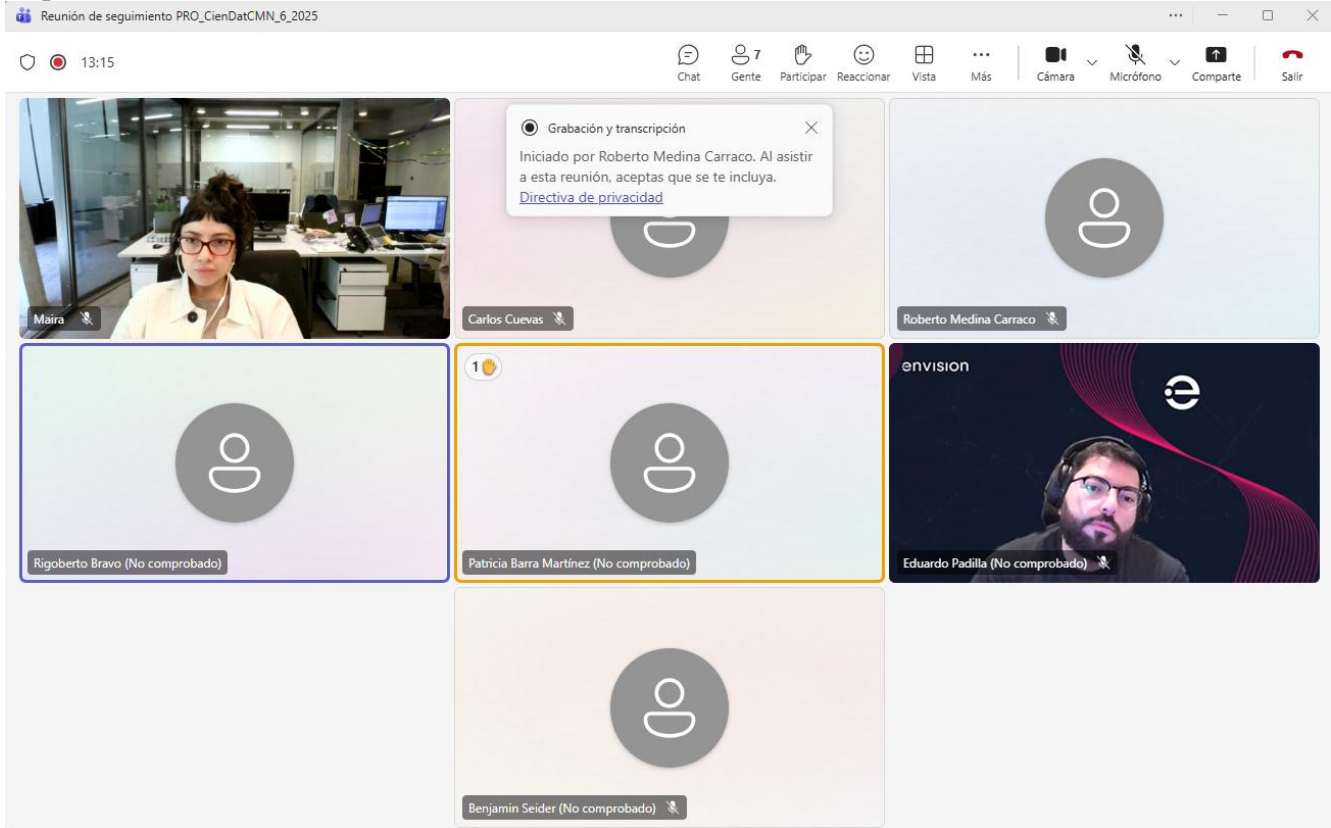 Reunión de seguimiento PRO_CienDatCMN_6_2025
13:15
7
Chat
Gente
Participar
Reaccionar
Vista
Más
Cámara
Micrófono
Comparte
Salir
Maira
Grabación y transcripción
Iniciado por Roberto Medina Carraco. Al asistir
a esta reunión, aceptas que se te incluya.
Directiva de privacidad
Carlos Cuevas
Roberto Medina Carraco
Rigoberto Bravo (No comprobado)
1
Patricia Barra Martínez (No comprobado)
envision
e
Eduardo Padilla (No comprobado)
Benjamin Seider (No comprobado)